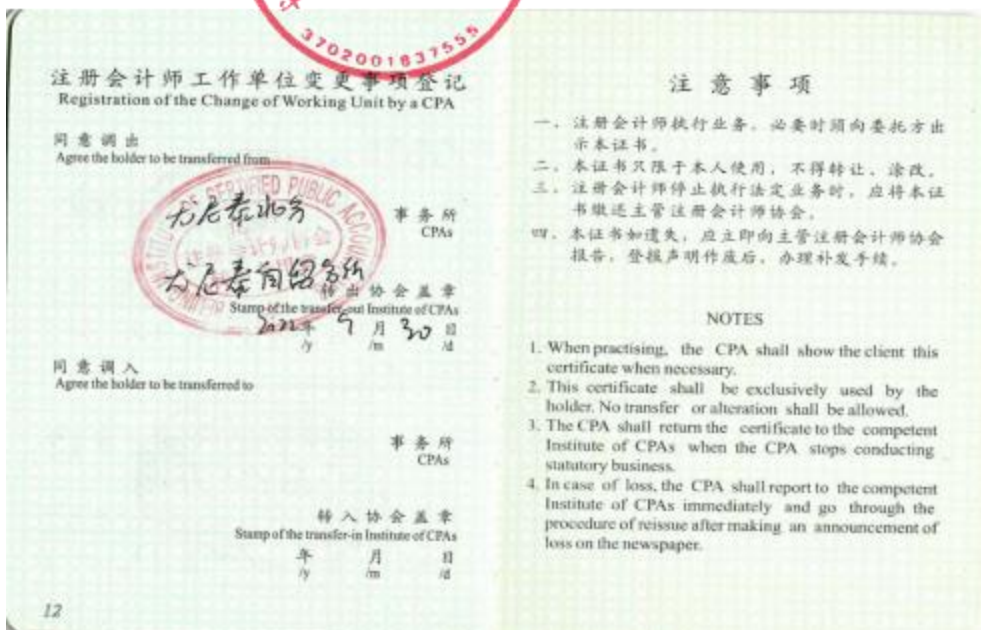 3702001837555
注册会计师工作单位变更事项登记
Registration of the Change of Working Unit by a CPA
同意调出
Agree the holder to be transferred from
CERTIFIED PUBLIC
事务所
CPAs
转出协会盖章
Stamp of the transfer-out Institute of CPAs
2022年 9月 30日
/y /m /d
同意调入
Agree the holder to be transferred to
事务所
CPAs
转入协会盖章
Stamp of the transfer-in Institute of CPAs
年 月 日
/y /m /d
12
注意事项
一、注册会计师执行业务,必要时须向委托方出
示本证书。
二、本证书只限于本人使用,不得转让、涂改。
三、注册会计师停止执行法定业务时,应将本证
书缴还主管注册会计师协会。
四、本证书如遗失,应立即向主管注册会计师协会
报告,登报声明作废后,办理补发手续。
NOTES
1. When practising, the CPA shall show the client this
certificate when necessary.
2. This certificate shall be exclusively used by the
holder. No transfer or alteration shall be allowed.
3. The CPA shall return the certificate to the competent
Institute of CPAs when the CPA stops conducting
statutory business.
4. In case of loss, the CPA shall report to the competent
Institute of CPAs immediately and go through the
procedure of reissue after making an announcement of
loss on the newspaper.